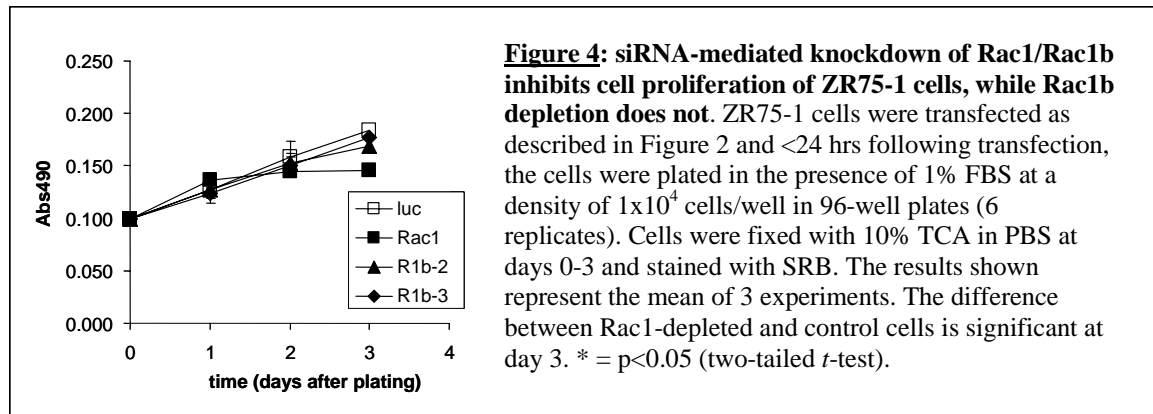 0.250
0.200
0.150
0.100
0.050
0.000
Abs490
0
1
2
3
4
time (days after plating)
luc
Rac1
R1b-2
R1b-3
Figure 4: siRNA-mediated knockdown of Rac1/Rac1b
inhibits cell proliferation of ZR75-1 cells, while Rac1b
depletion does not. ZR75-1 cells were transfected as
described in Figure 2 and <24 hrs following transfection,
the cells were plated in the presence of 1% FBS at a
density of 1x10⁴ cells/well in 96-well plates (6
replicates). Cells were fixed with 10% TCA in PBS at
days 0-3 and stained with SRB. The results shown
represent the mean of 3 experiments. The difference
between Rac1-depleted and control cells is significant at
day 3. * = p<0.05 (two-tailed t-test).